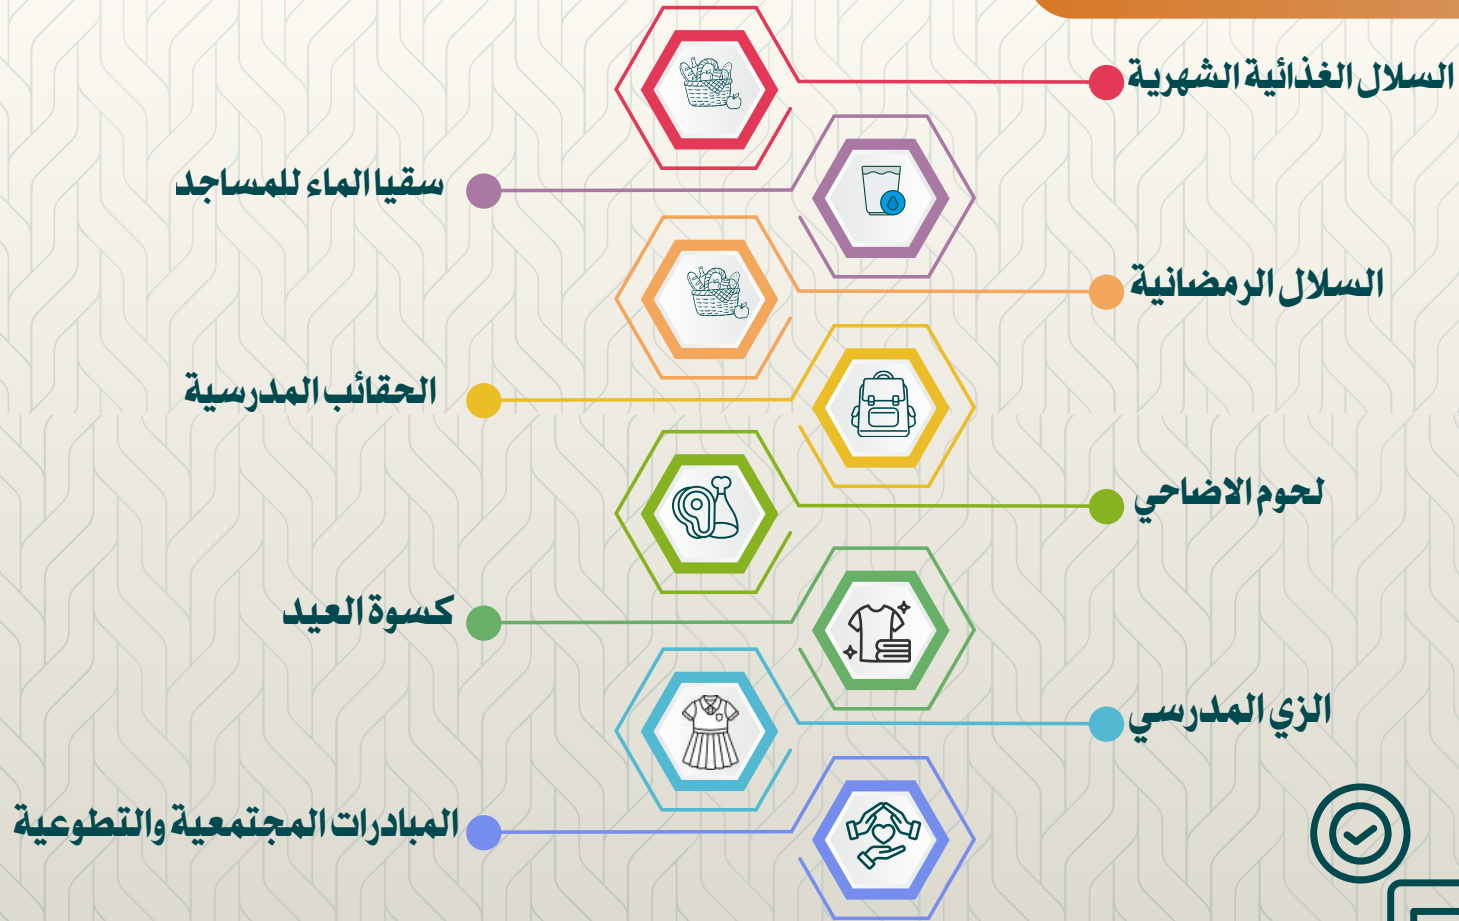 السلال الغذائية الشهرية
سقيا الماء للمساجد
السلال الرمضانية
الحقائب المدرسية
لحوم الاضاحي
كسوة العيد
الزي المدرسي
المبادرات المجتمعية والتطوعية